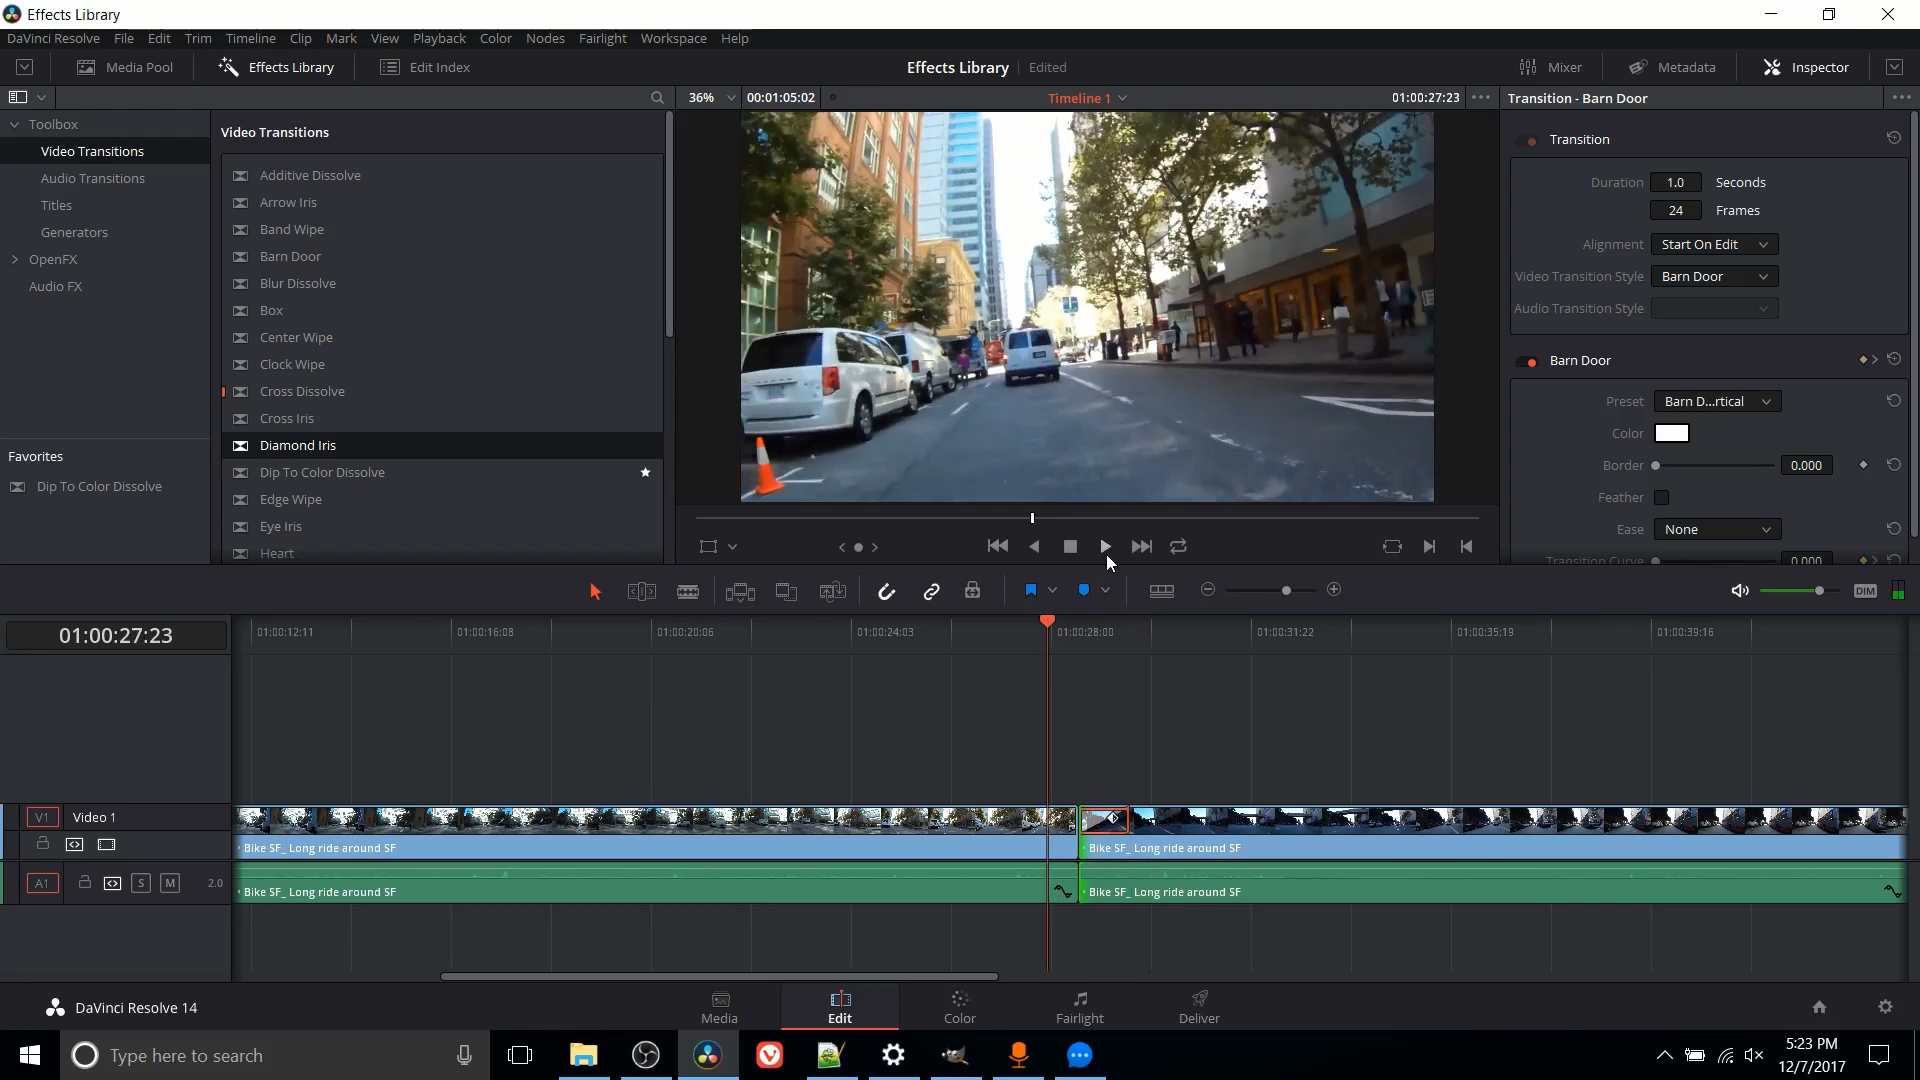 Effects Library
DaVinci Resolve File Edit Trim Timeline Clip Mark View Playback Color Nodes Fairlight Workspace Help
Media Pool Effects Library Edit Index Effects Library Edited Mixer Metadata Inspector
36% 00:01:05:02 Timeline 1 01:00:27:23 Transition - Barn Door
Toolbox
Video Transitions
Audio Transitions
Titles
Generators
OpenFX
Audio FX
Favorites
Dip To Color Dissolve
Video Transitions
Additive Dissolve
Arrow Iris
Band Wipe
Barn Door
Blur Dissolve
Box
Center Wipe
Clock Wipe
Cross Dissolve
Cross Iris
Diamond Iris
Dip To Color Dissolve
Edge Wipe
Eye Iris
Heart
Transition
Duration 1.0 Seconds
24 Frames
Alignment Start On Edit
Video Transition Style Barn Door
Audio Transition Style
Barn Door
Preset Barn D...rtical
Color
Border 0.000
Feather
Ease None
Transition Curve 0.000
DIM
01:00:27:23
01:00:12:11 01:00:16:08 01:00:20:06 01:00:24:03 01:00:28:00 01:00:31:22 01:00:35:19 01:00:39:16
V1 Video 1
Bike SF_ Long ride around SF Bike SF_ Long ride around SF
A1 S M 2.0
Bike SF_ Long ride around SF Bike SF_ Long ride around SF
DaVinci Resolve 14
Media Edit Color Fairlight Deliver
Type here to search
5:23 PM
12/7/2017